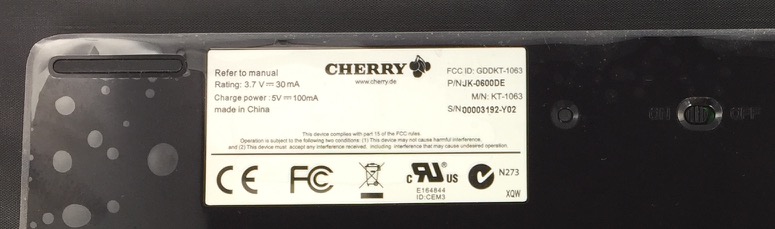 Refer to manual
Rating: 3.7 V ⎓ 30 mA
Charge power : 5V ⎓ 100mA
made in China
CHERRY
www.cherry.de
FCC ID: GDDKT-1063
P/NJK-0600DE
M/N: KT-1063
S/N00003192-Y02
This device complies with part 15 of the FCC rules
Operation is subject to the following two conditions: (1) This device may not cause harmful interference,
and (2) This device must accept any interference received, including interference that may cause undesired operation.
CE FC c RU US N273
E164844
ID:CEM3
XQW
ON OFF